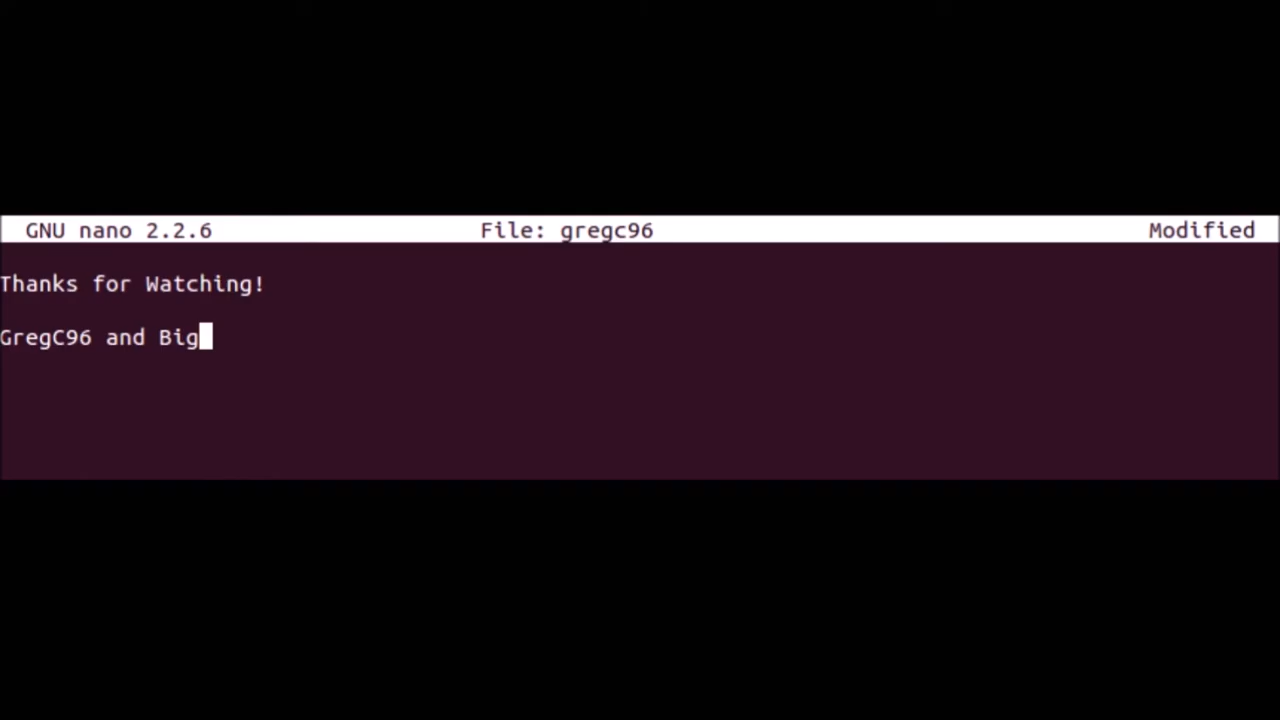 GNU nano 2.2.6 File: gregc96 Modified
Thanks for Watching!
GregC96 and Big